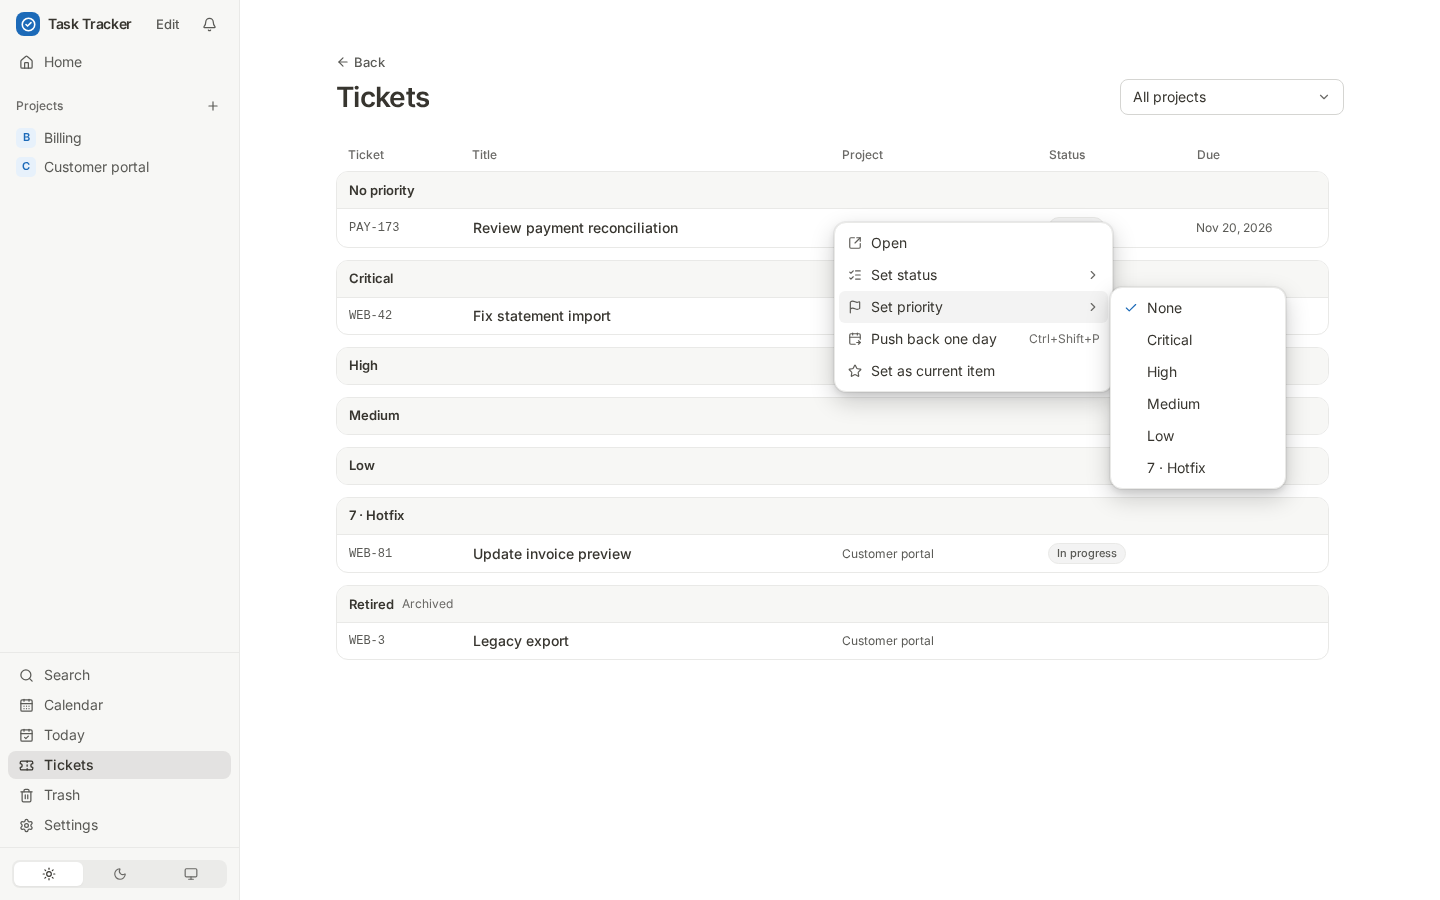 Task Tracker Edit
Home
Projects
B Billing
C Customer portal
Search
Calendar
Today
Tickets
Trash
Settings
Back
Tickets
All projects
Ticket Title Project Status Due
No priority
PAY-173 Review payment reconciliation Nov 20, 2026
Critical
WEB-42 Fix statement import
High
Medium
Low
7 · Hotfix
WEB-81 Update invoice preview Customer portal In progress
Retired Archived
WEB-3 Legacy export Customer portal
Open
Set status
Set priority
Push back one day Ctrl+Shift+P
Set as current item
None
Critical
High
Medium
Low
7 · Hotfix